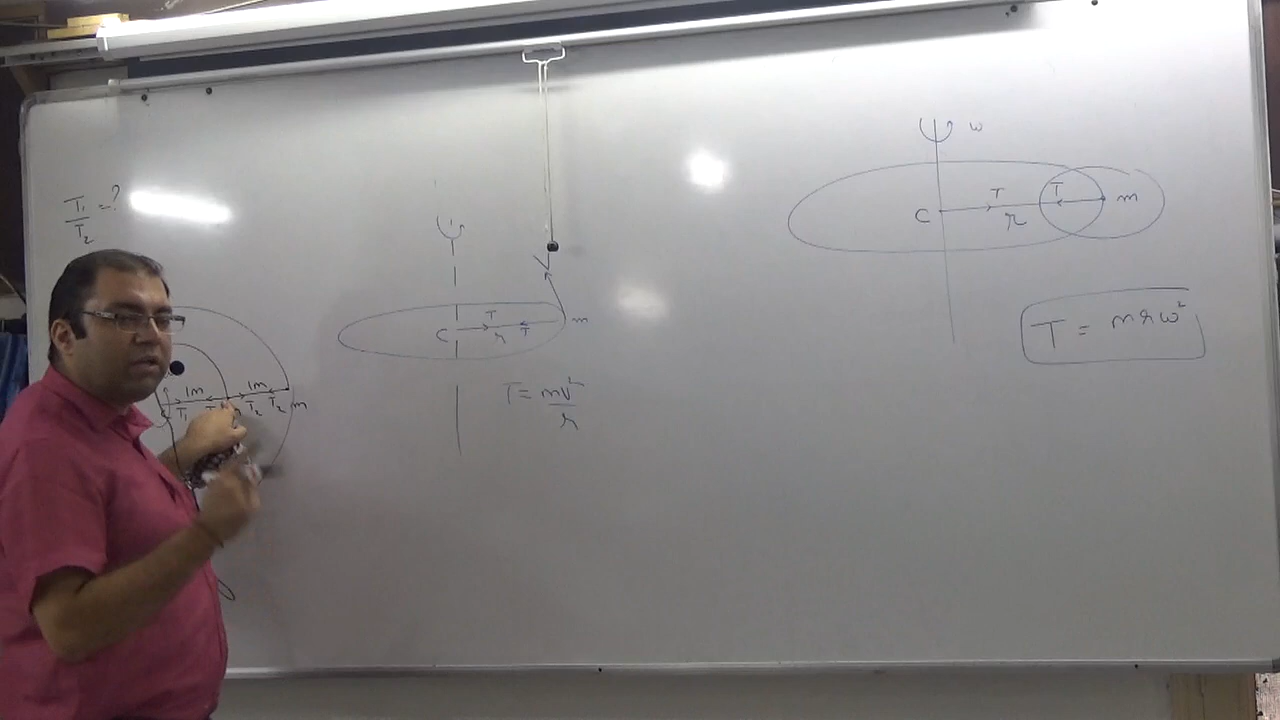 T₁/T₂ = ?
1m 1m
T₁ T₂ T₂ m
C T T m
r
T = mv²/r
ω
C T T m
r
T = mrω²